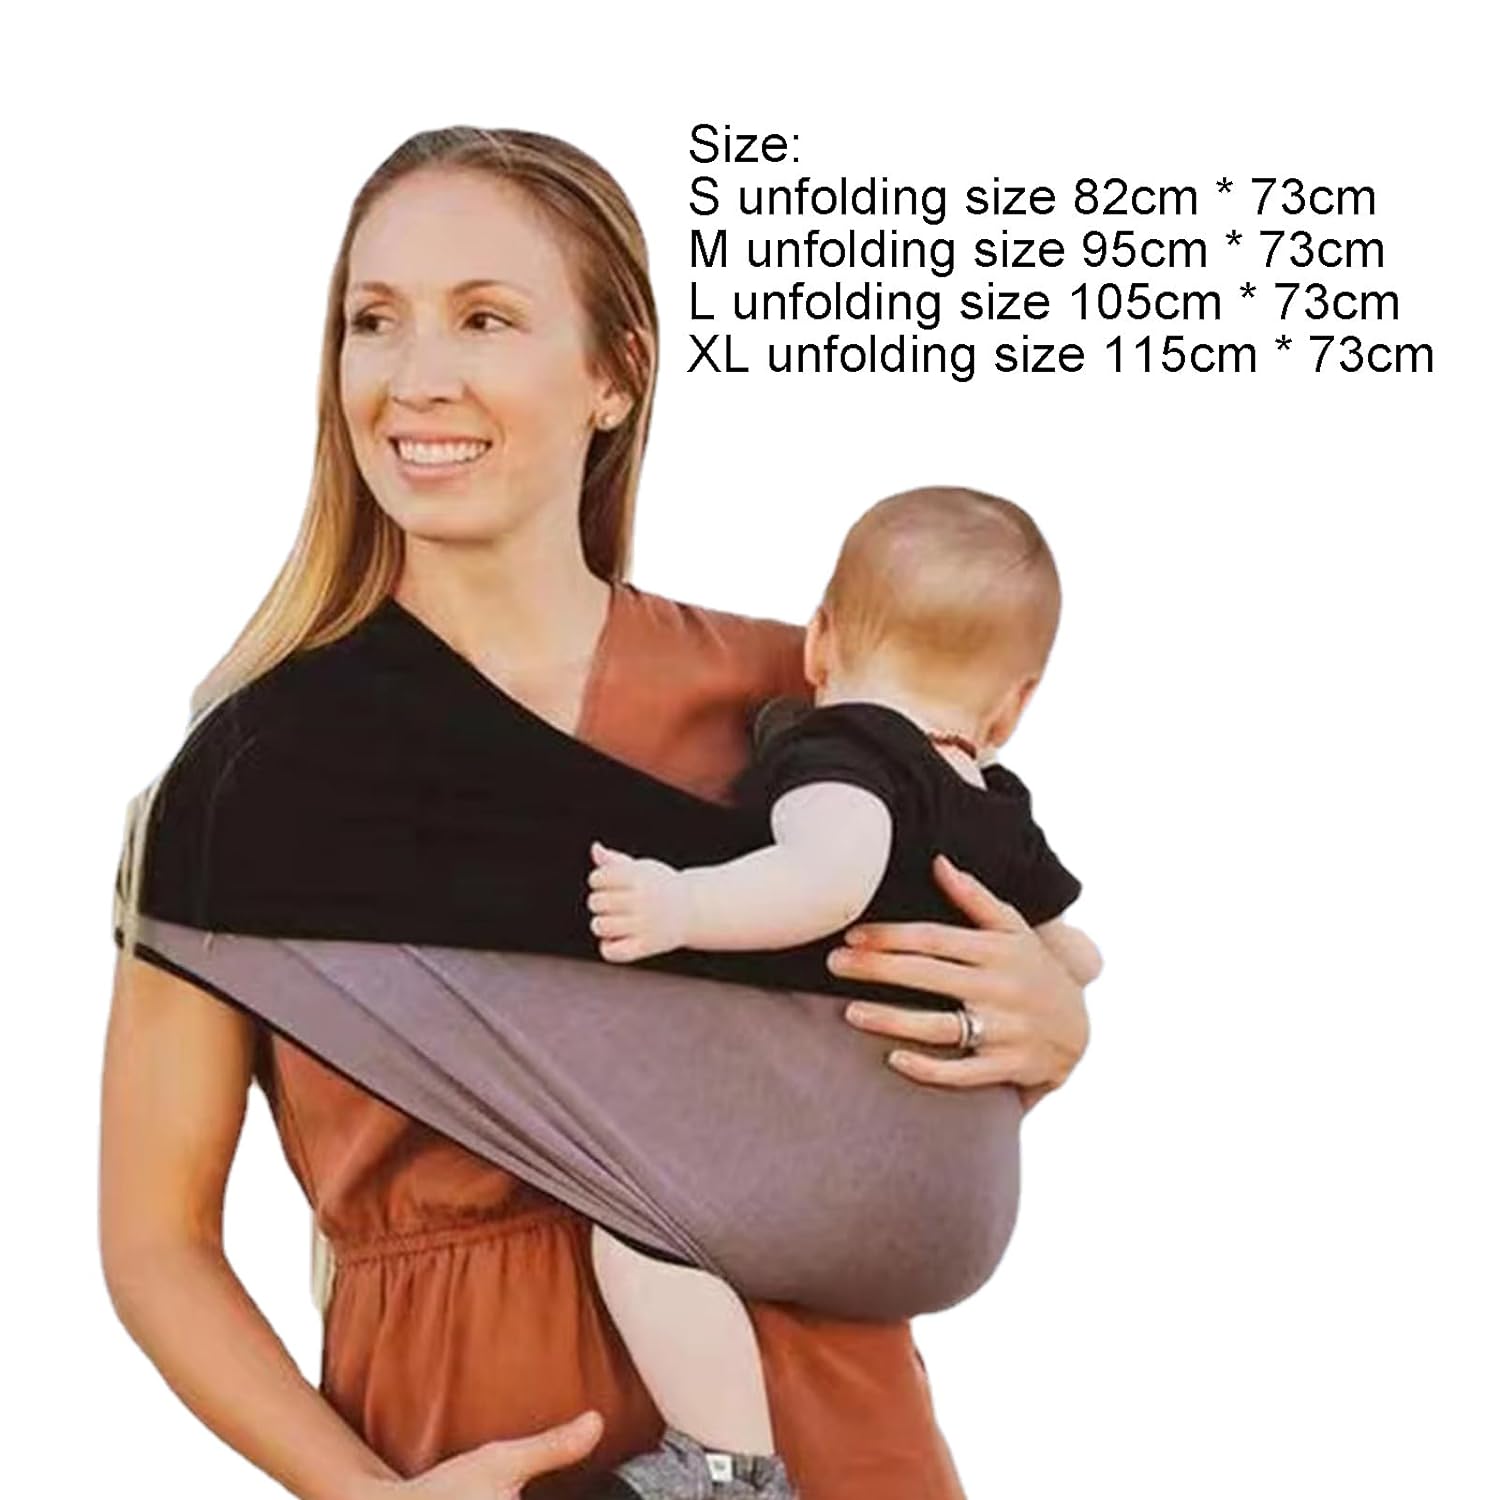 Size:
S unfolding size 82cm * 73cm
M unfolding size 95cm * 73cm
L unfolding size 105cm * 73cm
XL unfolding size 115cm * 73cm